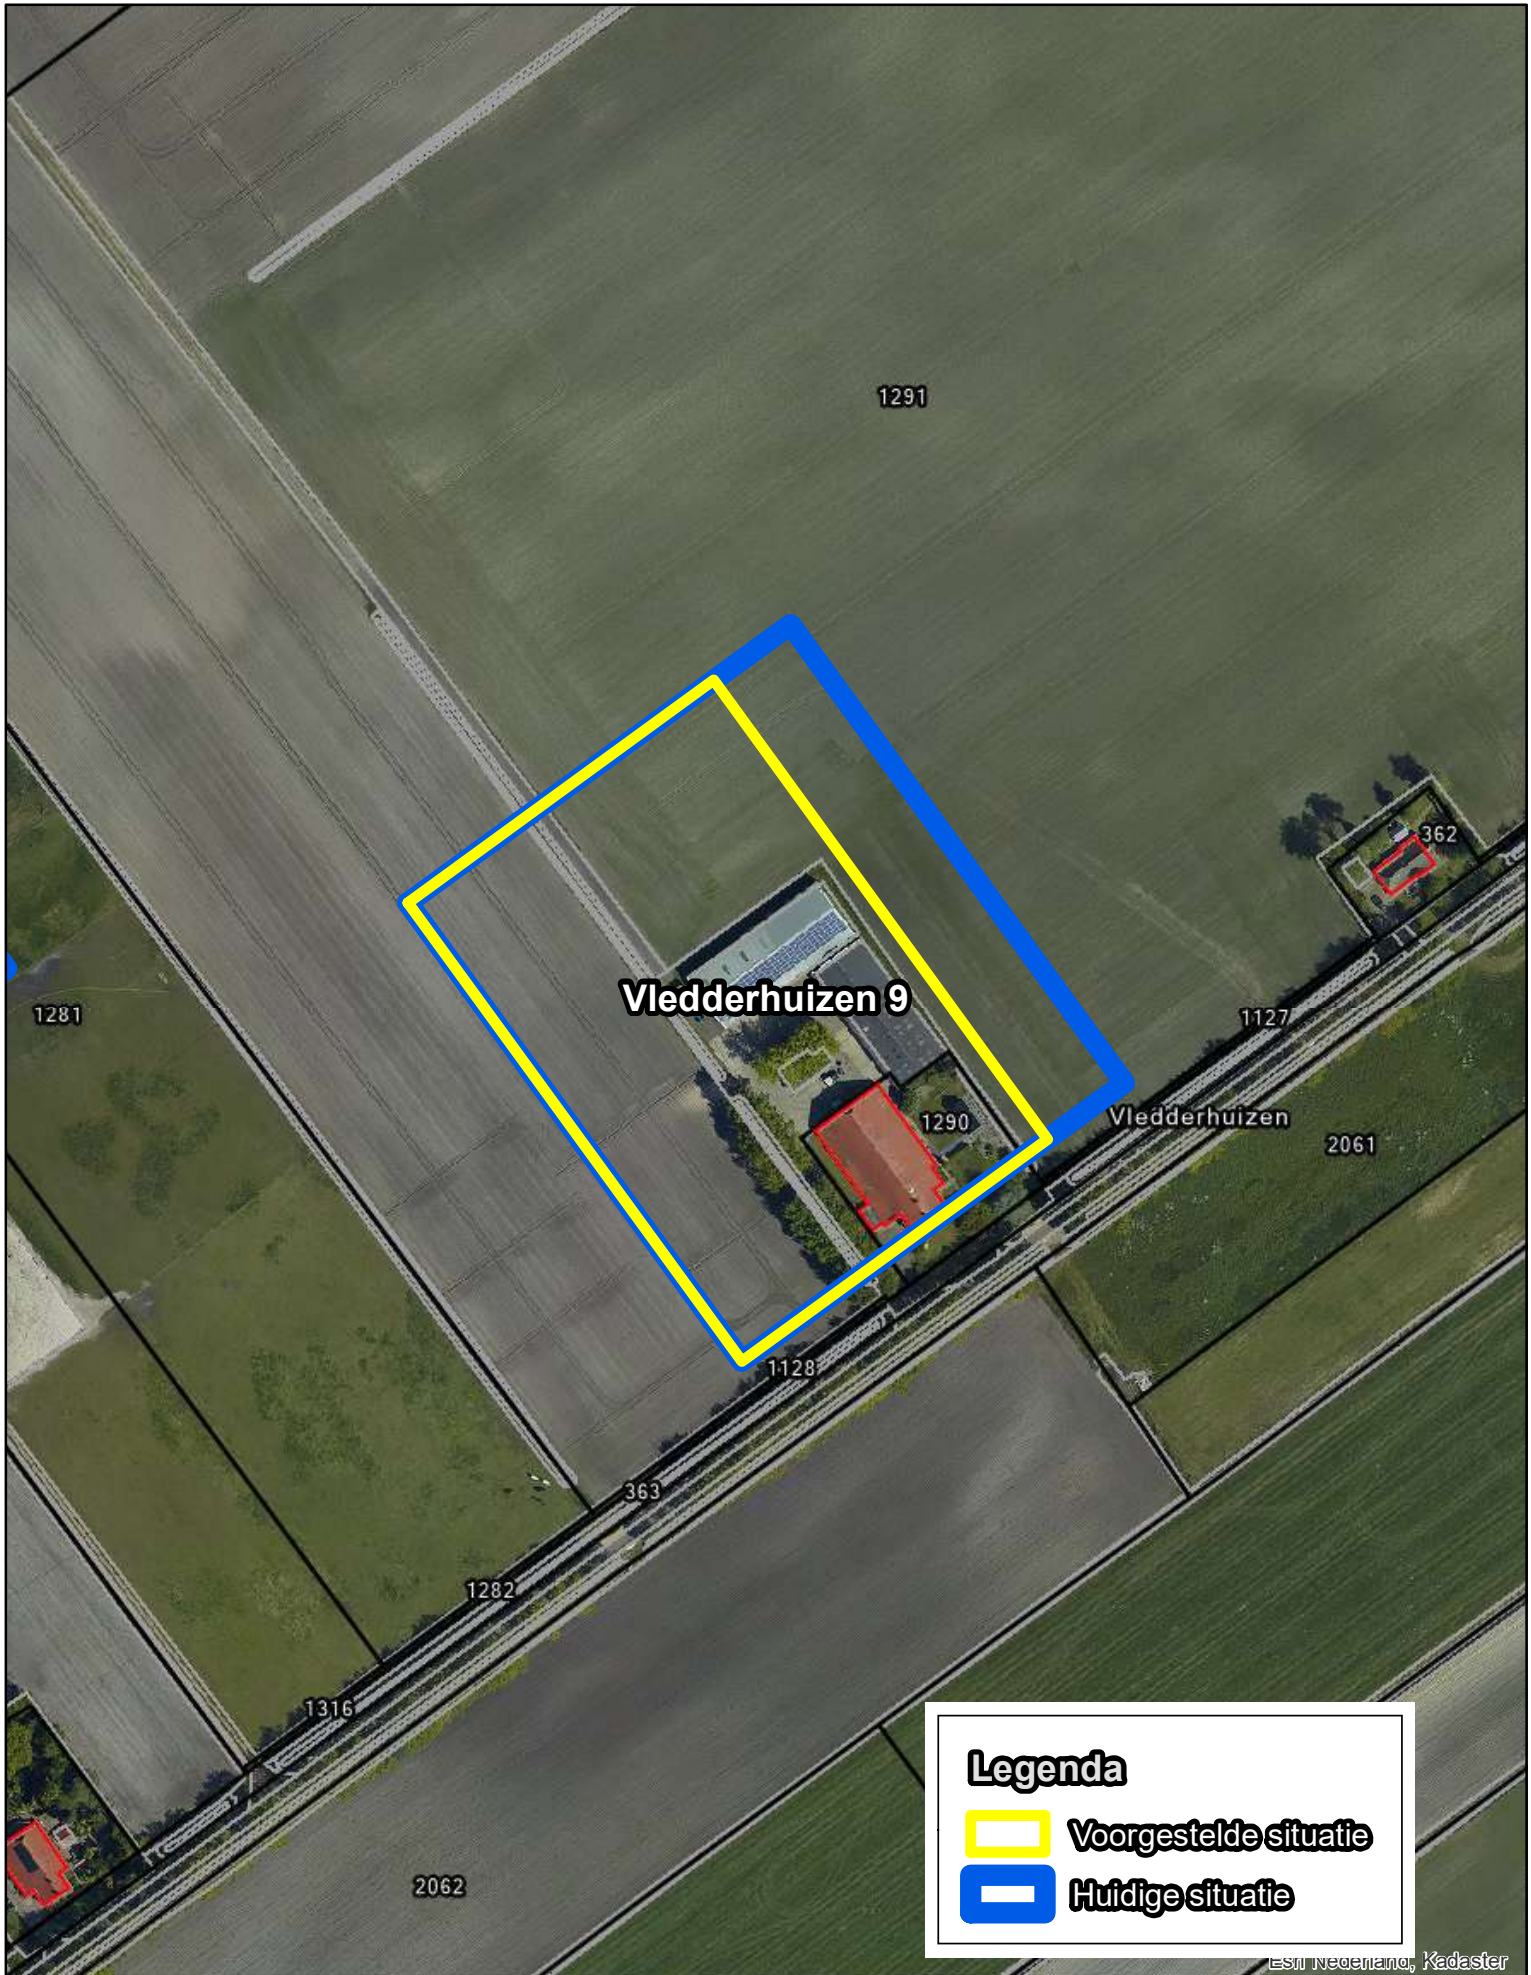 1291
362
Vledderhuizen 9
1281
1127
1290
Vledderhuizen
2061
1128
363
1282
1316
Legenda
Voorgestelde situatie
Huidige situatie
2062
Esri Nederland, Kadaster